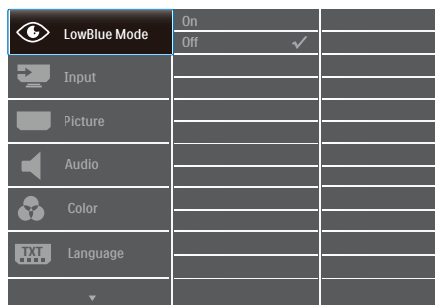 LowBlue Mode
On
Off
Input
Picture
Audio
Color
TXT
Language